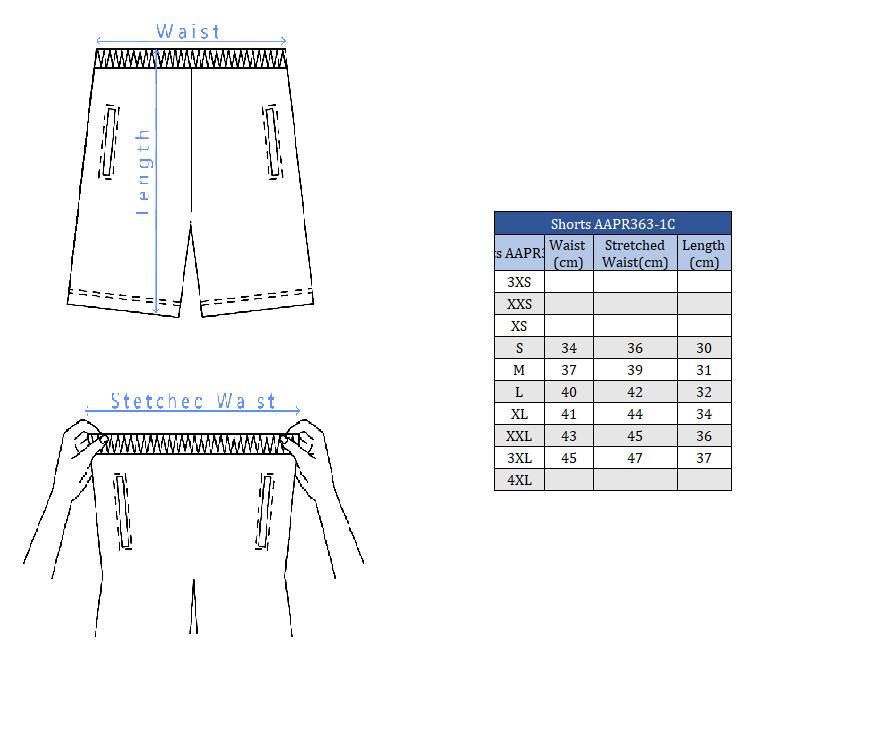 Waist
Length
Stetchec Wa st
Shorts AAPR363-1C
Waist (cm) Stretched Waist(cm) Length (cm)
3XS
XXS
XS
S 34 36 30
M 37 39 31
L 40 42 32
XL 41 44 34
XXL 43 45 36
3XL 45 47 37
4XL